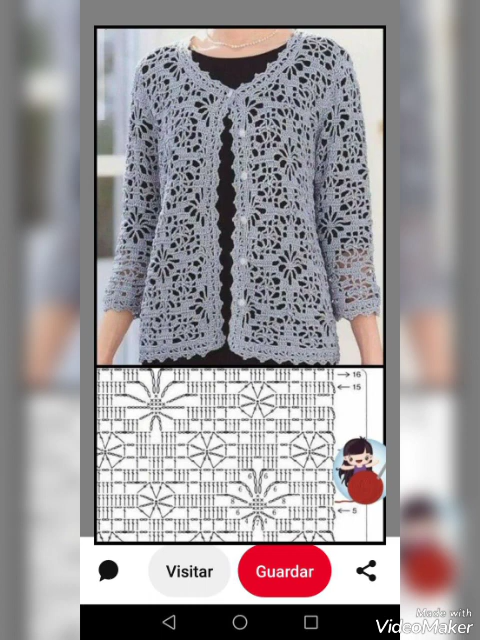 → 16
← 15
← 5
Visitar
Guardar
Made with
VideoMaker